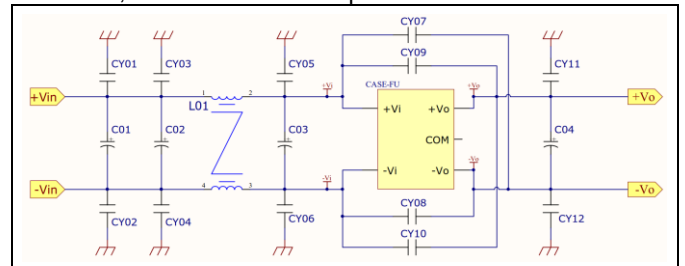 CY07
CY01
CY03
CY05
CY09
CY11
CASE-FU
+Vin
1
2
L01
+Vi
+Vi
+Vo
+Vo
+Vo
C01
C02
C03
COM
C04
-Vin
4
3
-Vi
-Vi
-Vo
-Vo
-Vo
CY02
CY04
CY06
CY08
CY10
CY12